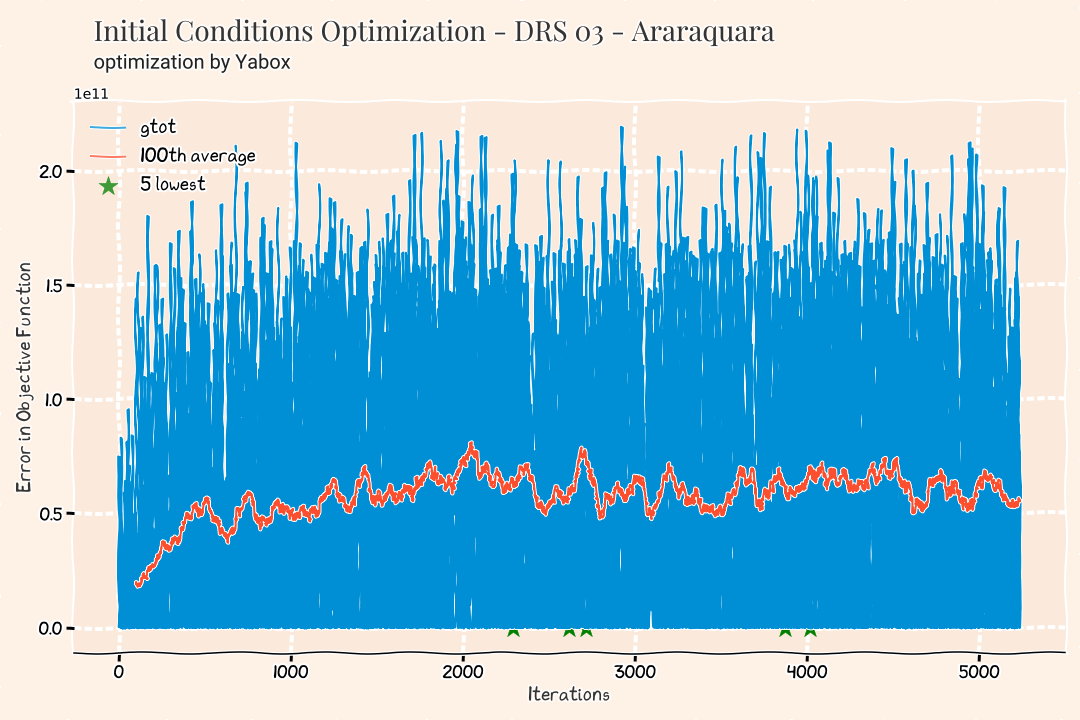 Initial Conditions Optimization - DRS 03 - Araraquara
optimization by Yabox
1e11
gtot
100th average
5 lowest
2.0
1.5
1.0
0.5
0.0
Error in Objective Function
0 1000 2000 3000 4000 5000
Iterations